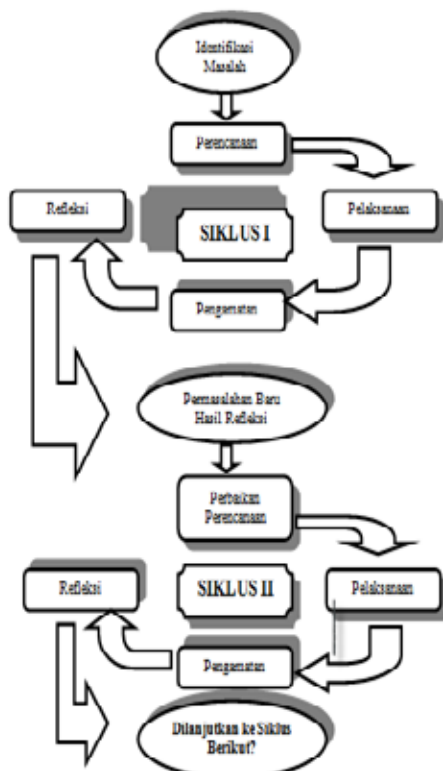 Identifikasi
Masalah
Perencanaan
Refleksi
SIKLUS I
Pelaksanaan
Pengamatan
Permasalahan Baru
Hasil Refleksi
Perbaikan
Perencanaan
Refleksi
SIKLUS II
Pelaksanaan
Pengamatan
Dilanjutkan ke Siklus
Berikut?